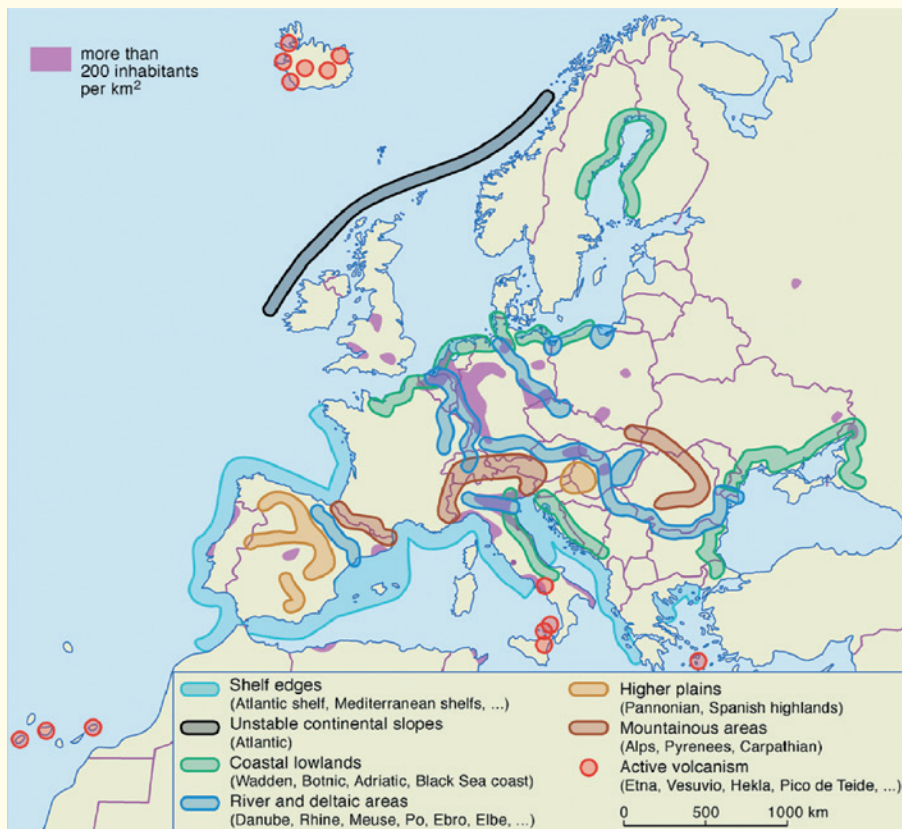 more than
200 inhabitants
per km²
Shelf edges
(Atlantic shelf, Mediterranean shelfs, ...)
Unstable continental slopes
(Atlantic)
Coastal lowlands
(Wadden, Botnic, Adriatic, Black Sea coast)
River and deltaic areas
(Danube, Rhine, Meuse, Po, Ebro, Elbe, ...)
Higher plains
(Pannonian, Spanish highlands)
Mountainous areas
(Alps, Pyrenees, Carpathian)
Active volcanism
(Etna, Vesuvio, Hekla, Pico de Teide, ...)
0 500 1000 km